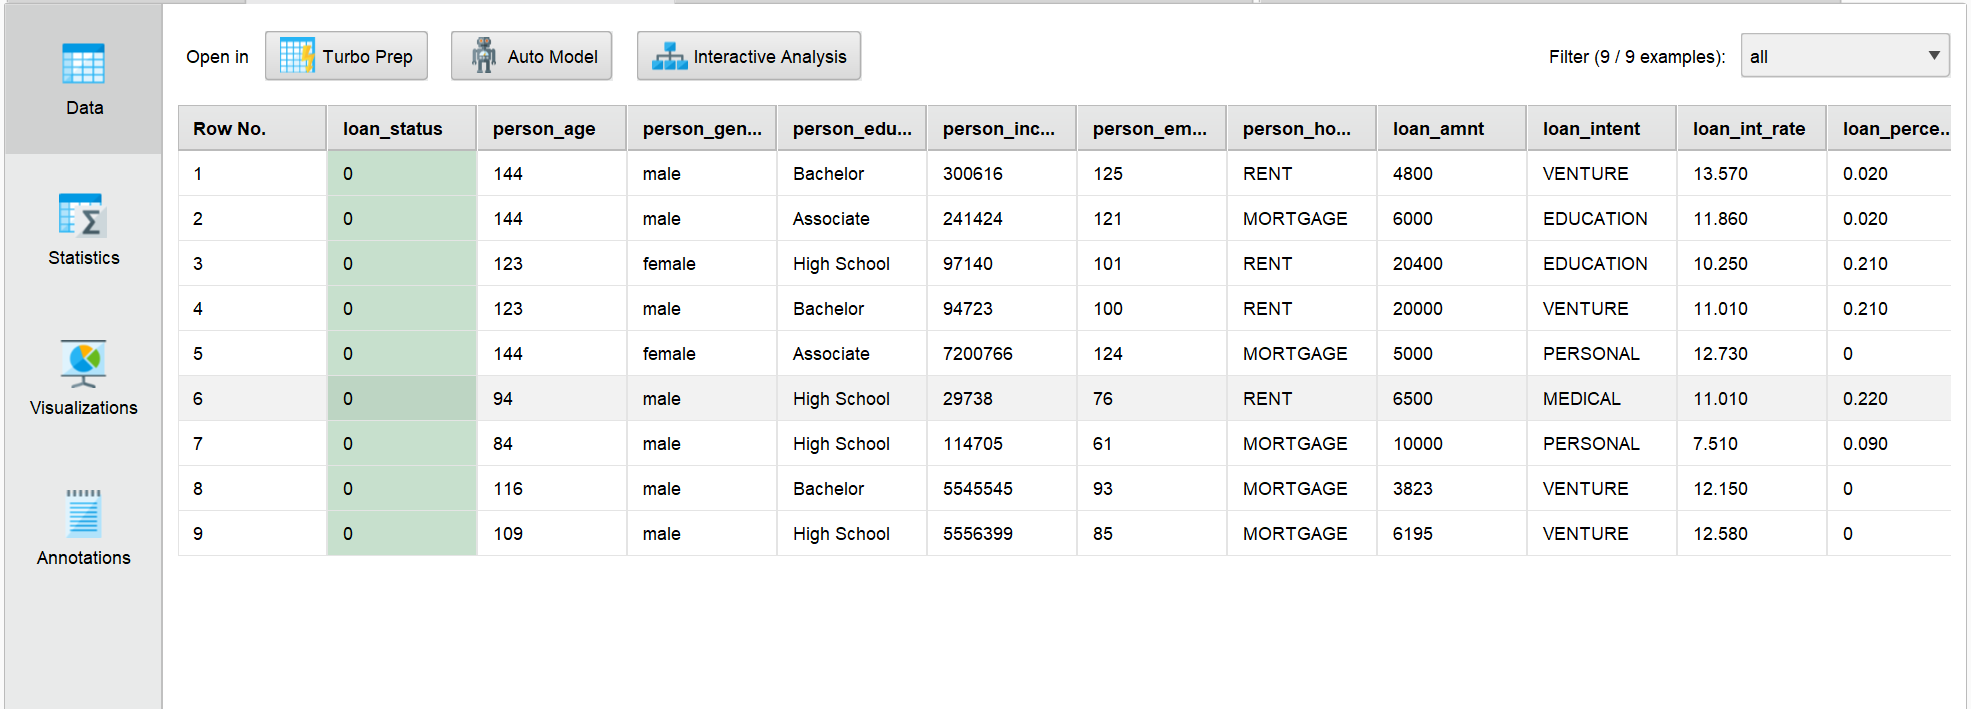 Open in Turbo Prep Auto Model Interactive Analysis Filter (9 / 9 examples): all
Data
Statistics
Visualizations
Annotations
Row No. loan_status person_age person_gen... person_edu... person_inc... person_em... person_ho... loan_amnt loan_intent loan_int_rate loan_perce...
1 0 144 male Bachelor 300616 125 RENT 4800 VENTURE 13.570 0.020
2 0 144 male Associate 241424 121 MORTGAGE 6000 EDUCATION 11.860 0.020
3 0 123 female High School 97140 101 RENT 20400 EDUCATION 10.250 0.210
4 0 123 male Bachelor 94723 100 RENT 20000 VENTURE 11.010 0.210
5 0 144 female Associate 7200766 124 MORTGAGE 5000 PERSONAL 12.730 0
6 0 94 male High School 29738 76 RENT 6500 MEDICAL 11.010 0.220
7 0 84 male High School 114705 61 MORTGAGE 10000 PERSONAL 7.510 0.090
8 0 116 male Bachelor 5545545 93 MORTGAGE 3823 VENTURE 12.150 0
9 0 109 male High School 5556399 85 MORTGAGE 6195 VENTURE 12.580 0